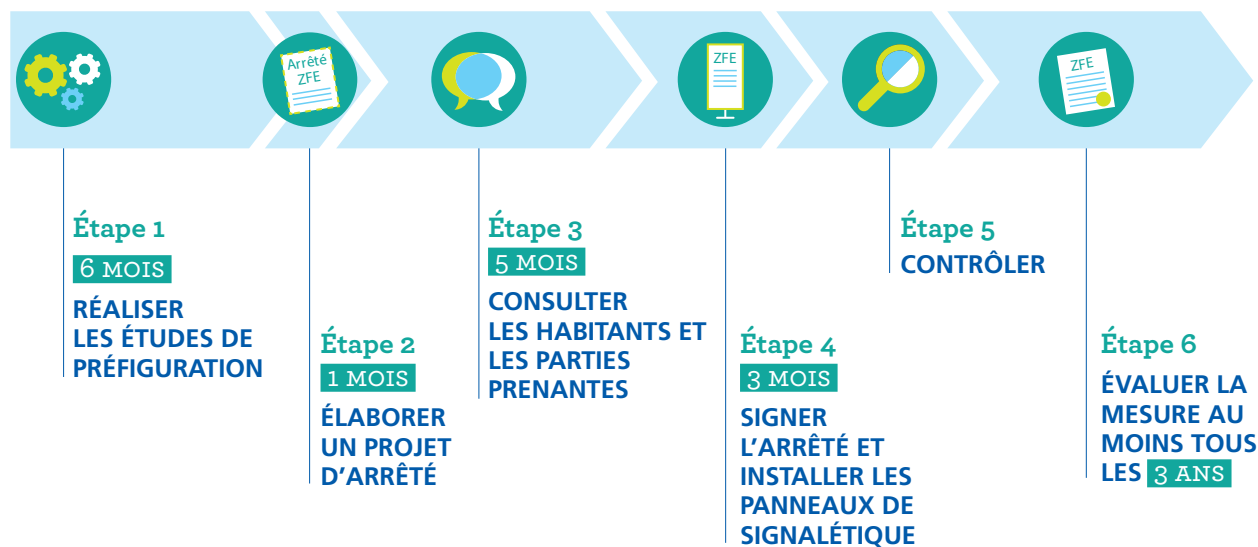 Arrêté
ZFE
ZFE
ZFE
Étape 1
6 MOIS
RÉALISER
LES ÉTUDES DE
PRÉFIGURATION
Étape 2
1 MOIS
ÉLABORER
UN PROJET
D'ARRÊTÉ
Étape 3
5 MOIS
CONSULTER
LES HABITANTS ET
LES PARTIES
PRENANTES
Étape 4
3 MOIS
SIGNER
L'ARRÊTÉ ET
INSTALLER LES
PANNEAUX DE
SIGNALÉTIQUE
Étape 5
CONTRÔLER
Étape 6
ÉVALUER LA
MESURE AU
MOINS TOUS
LES 3 ANS